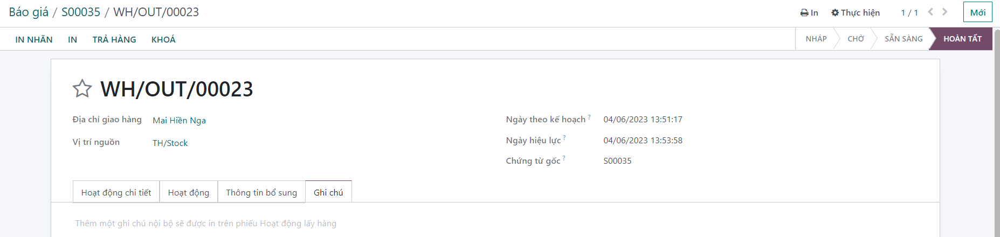 Báo giá / S00035 / WH/OUT/00023
In
Thực hiện
1 / 1
Mới
IN NHÃN
IN
TRẢ HÀNG
KHOÁ
NHÁP
CHỜ
SẴN SÀNG
HOÀN TẤT
WH/OUT/00023
Địa chỉ giao hàng Mai Hiền Nga
Vị trí nguồn TH/Stock
Ngày theo kế hoạch ? 04/06/2023 13:51:17
Ngày hiệu lực ? 04/06/2023 13:53:58
Chứng từ gốc ? S00035
Hoạt động chi tiết
Hoạt động
Thông tin bổ sung
Ghi chú
Thêm một ghi chú nội bộ sẽ được in trên phiếu Hoạt động lấy hàng